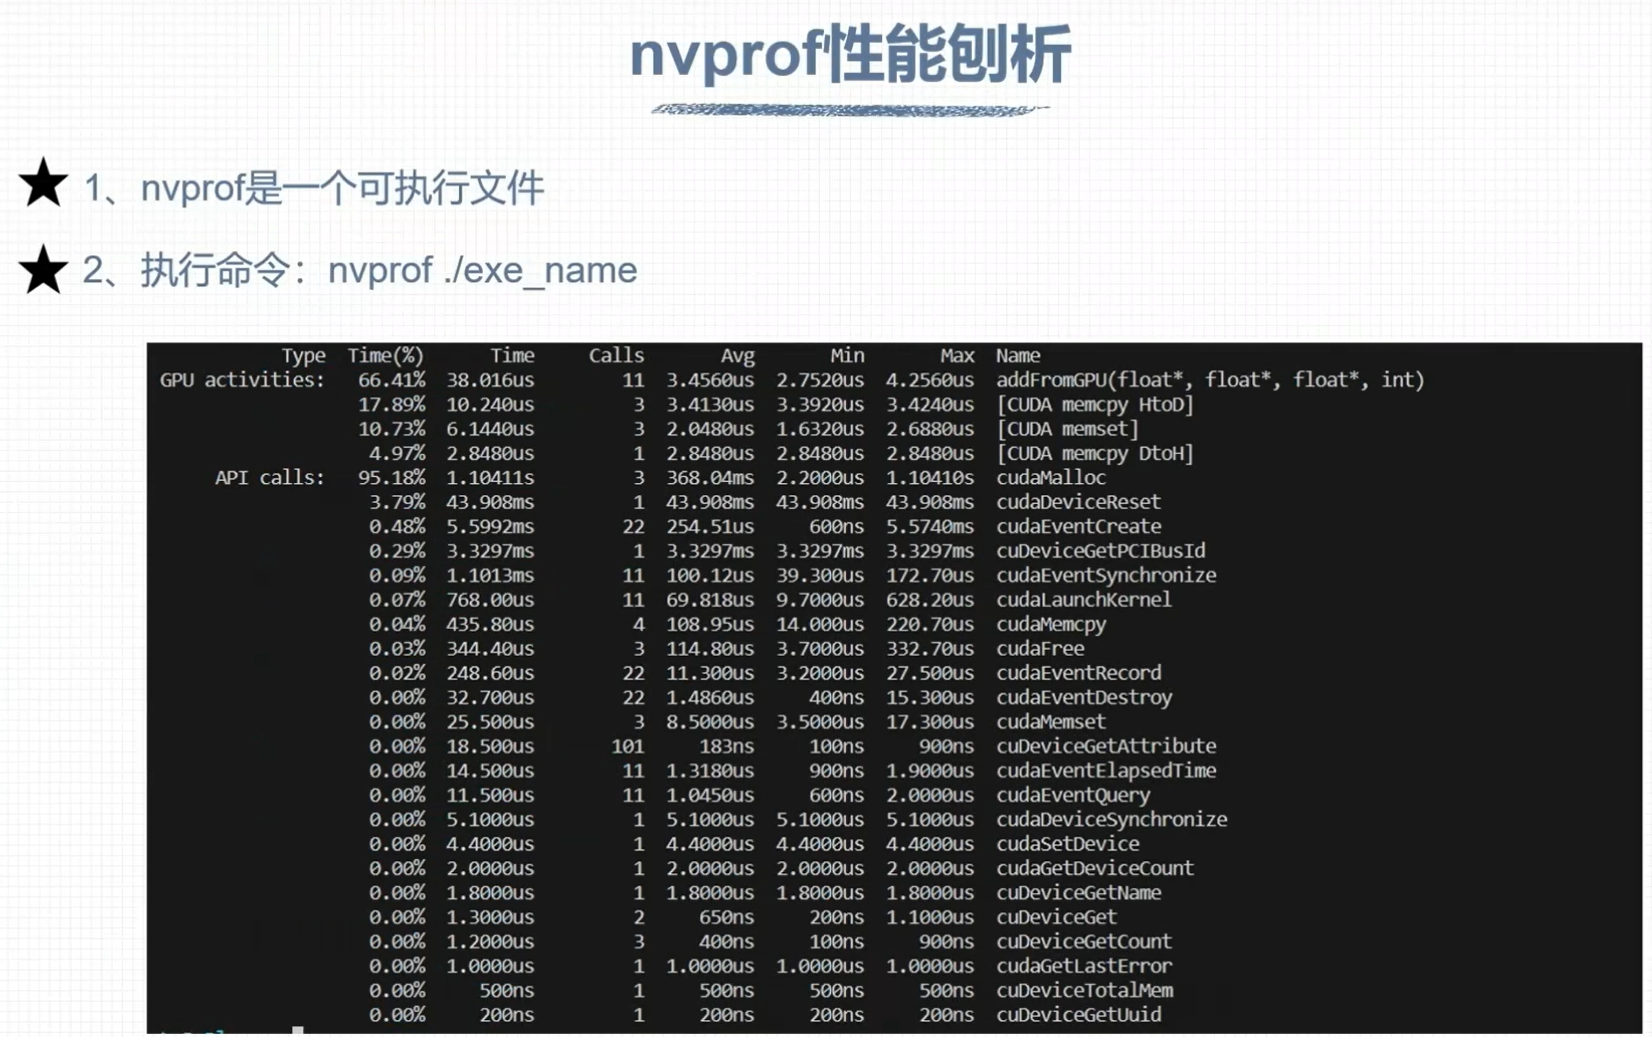 nvprof性能刨析
★ 1、nvprof是一个可执行文件
★ 2、执行命令：nvprof ./exe_name
Type Time(%) Time Calls Avg Min Max Name
GPU activities: 66.41% 38.016us 11 3.4560us 2.7520us 4.2560us addFromGPU(float*, float*, float*, int)
17.89% 10.240us 3 3.4130us 3.3920us 3.4240us [CUDA memcpy HtoD]
10.73% 6.1440us 3 2.0480us 1.6320us 2.6880us [CUDA memset]
4.97% 2.8480us 1 2.8480us 2.8480us 2.8480us [CUDA memcpy DtoH]
API calls: 95.18% 1.10411s 3 368.04ms 2.2000us 1.10410s cudaMalloc
3.79% 43.908ms 1 43.908ms 43.908ms 43.908ms cudaDeviceReset
0.48% 5.5992ms 22 254.51us 600ns 5.5740ms cudaEventCreate
0.29% 3.3297ms 1 3.3297ms 3.3297ms 3.3297ms cuDeviceGetPCIBusId
0.09% 1.1013ms 11 100.12us 39.300us 172.70us cudaEventSynchronize
0.07% 768.00us 11 69.818us 9.7000us 628.20us cudaLaunchKernel
0.04% 435.80us 4 108.95us 14.000us 220.70us cudaMemcpy
0.03% 344.40us 3 114.80us 3.7000us 332.70us cudaFree
0.02% 248.60us 22 11.300us 3.2000us 27.500us cudaEventRecord
0.00% 32.700us 22 1.4860us 400ns 15.300us cudaEventDestroy
0.00% 25.500us 3 8.5000us 3.5000us 17.300us cudaMemset
0.00% 18.500us 101 183ns 100ns 900ns cuDeviceGetAttribute
0.00% 14.500us 11 1.3180us 900ns 1.9000us cudaEventElapsedTime
0.00% 11.500us 11 1.0450us 600ns 2.0000us cudaEventQuery
0.00% 5.1000us 1 5.1000us 5.1000us 5.1000us cudaDeviceSynchronize
0.00% 4.4000us 1 4.4000us 4.4000us 4.4000us cudaSetDevice
0.00% 2.0000us 1 2.0000us 2.0000us 2.0000us cudaGetDeviceCount
0.00% 1.8000us 1 1.8000us 1.8000us 1.8000us cuDeviceGetName
0.00% 1.3000us 2 650ns 200ns 1.1000us cuDeviceGet
0.00% 1.2000us 3 400ns 100ns 900ns cuDeviceGetCount
0.00% 1.0000us 1 1.0000us 1.0000us 1.0000us cudaGetLastError
0.00% 500ns 1 500ns 500ns 500ns cuDeviceTotalMem
0.00% 200ns 1 200ns 200ns 200ns cuDeviceGetUuid